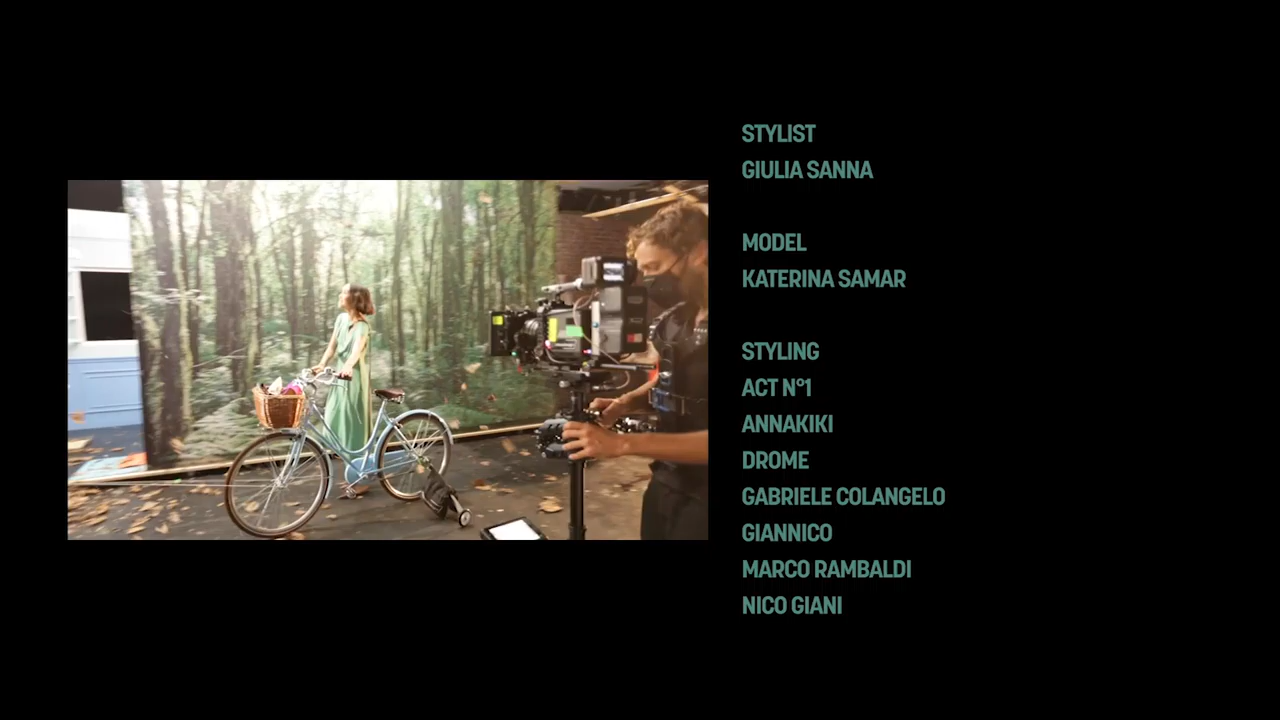 STYLIST
GIULIA SANNA
MODEL
KATERINA SAMAR
STYLING
ACT N°1
ANNAKIKI
DROME
GABRIELE COLANGELO
GIANNICO
MARCO RAMBALDI
NICO GIANI